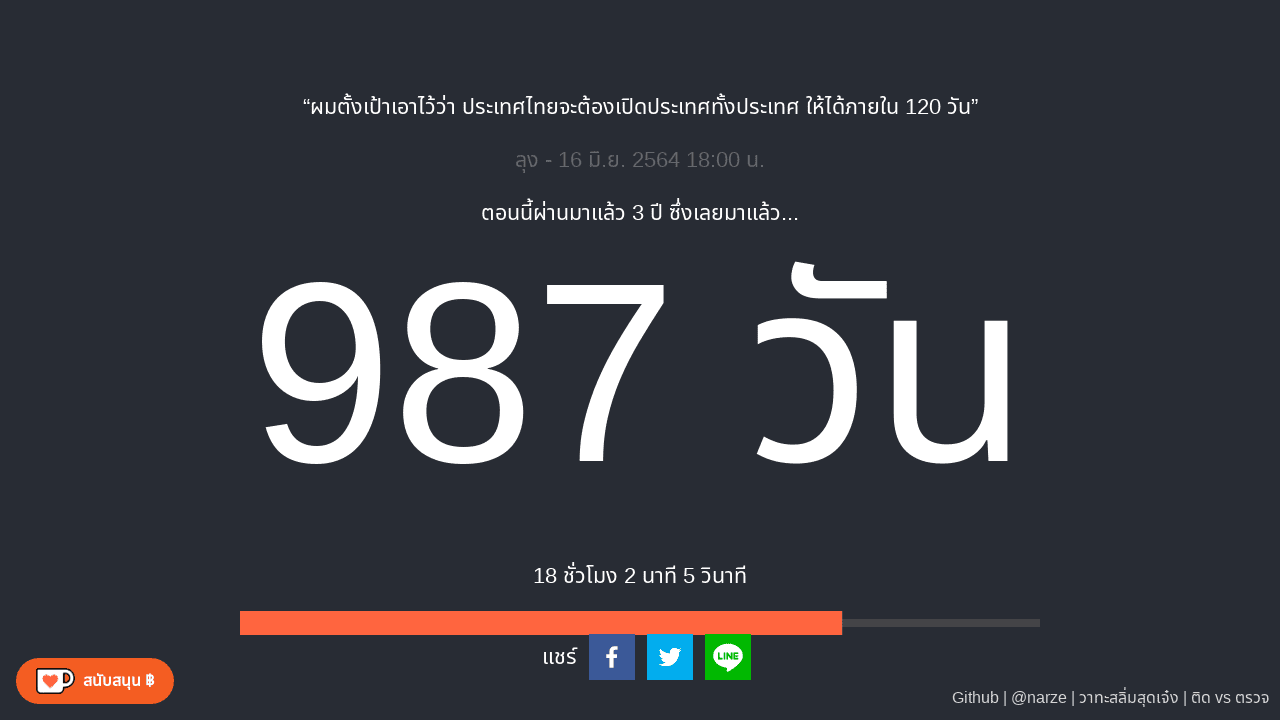 “ผมตั้งเป้าเอาไว้ว่า ประเทศไทยจะต้องเปิดประเทศทั้งประเทศ ให้ได้ภายใน 120 วัน”
ลุง - 16 มิ.ย. 2564 18:00 น.
ตอนนี้ผ่านมาแล้ว 3 ปี ซึ่งเลยมาแล้ว...
987 วัน
18 ชั่วโมง 2 นาที 5 วินาที
แชร์
LINE
สนับสนุน ฿
Github | @narze | วาทะสลิ่มสุดเจ๋ง | ติด vs ตรวจ